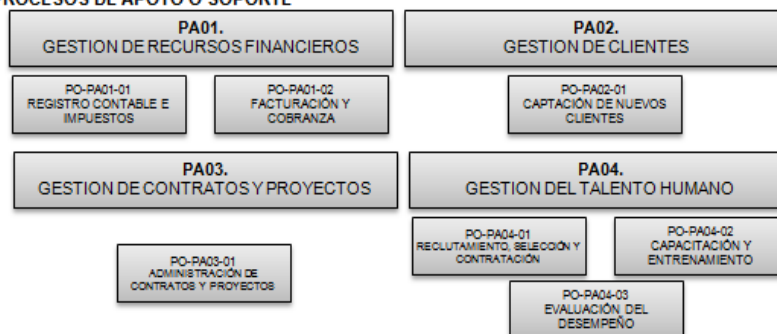 PROCESOS DE APOYO O SOPORTE
PA01.
GESTION DE RECURSOS FINANCIEROS
PA02.
GESTION DE CLIENTES
PO-PA01-01
REGISTRO CONTABLE E
IMPUESTOS
PO-PA01-02
FACTURACIÓN Y
COBRANZA
PO-PA02-01
CAPTACIÓN DE NUEVOS
CLIENTES
PA03.
GESTION DE CONTRATOS Y PROYECTOS
PA04.
GESTION DEL TALENTO HUMANO
PO-PA03-01
ADMINISTRACIÓN DE
CONTRATOS Y PROYECTOS
PO-PA04-01
RECLUTAMIENTO, SELECCIÓN Y
CONTRATACIÓN
PO-PA04-02
CAPACITACIÓN Y
ENTRENAMIENTO
PO-PA04-03
EVALUACIÓN DEL
DESEMPEÑO